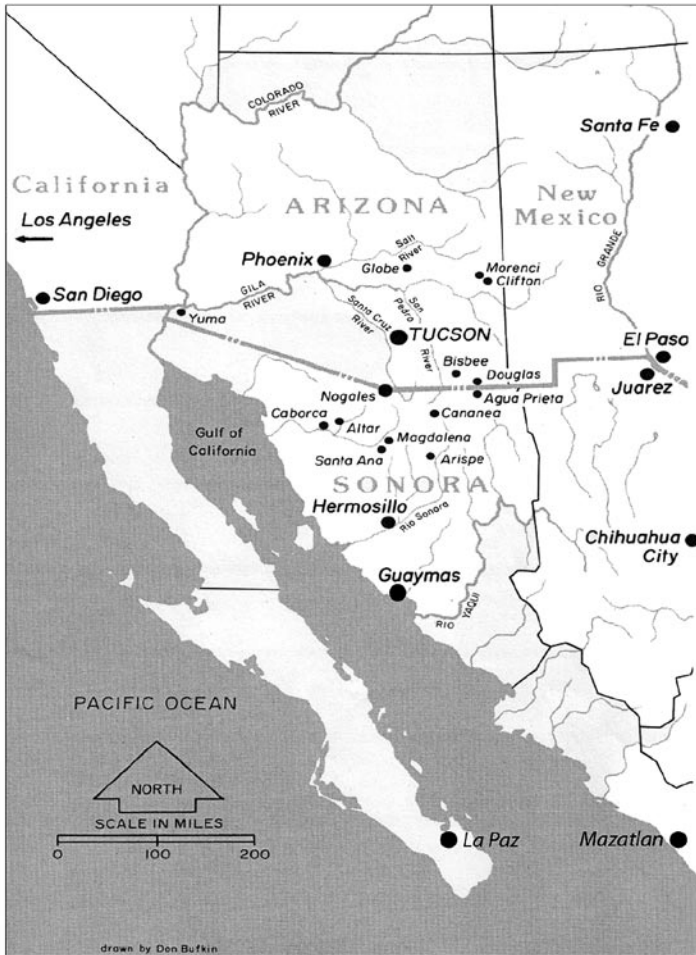 COLORADO
RIVER
Santa Fe
California
ARIZONA
New
Mexico
Los Angeles
Salt
River
Phoenix
Globe
Morenci
Clifton
RIO GRANDE
GILA
RIVER
San Diego
Yuma
Santa Cruz
River
San
Pedro
River
TUCSON
El Paso
Bisbee
Douglas
Juarez
Nogales
Agua Prieta
Caborca
Altar
Cananea
Gulf of
California
Magdalena
Santa Ana
Arispe
SONORA
Hermosillo
Rio Sonora
Chihuahua
City
Guaymas
RIO
YAQUI
PACIFIC OCEAN
NORTH
SCALE IN MILES
0 100 200
La Paz
Mazatlan
drawn by Don Bufkin